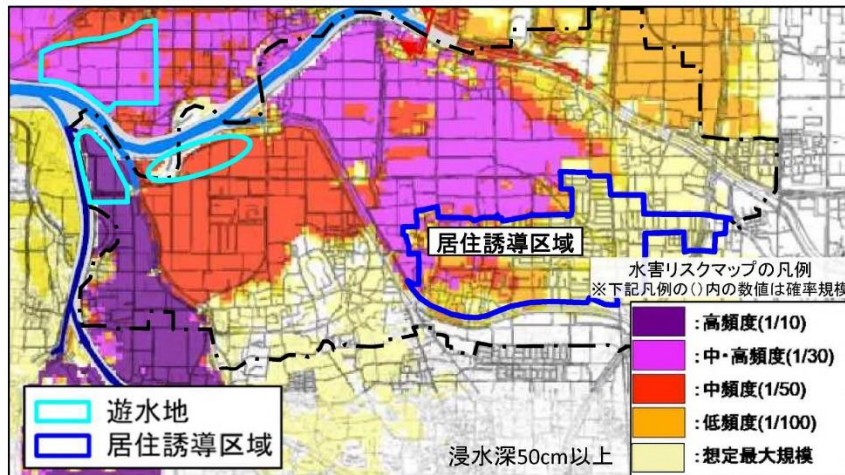 居住誘導区域
水害リスクマップの凡例
※下記凡例の()内の数値は確率規模
:高頻度(1/10)
:中・高頻度(1/30)
:中頻度(1/50)
:低頻度(1/100)
:想定最大規模
遊水地
居住誘導区域
浸水深50cm以上